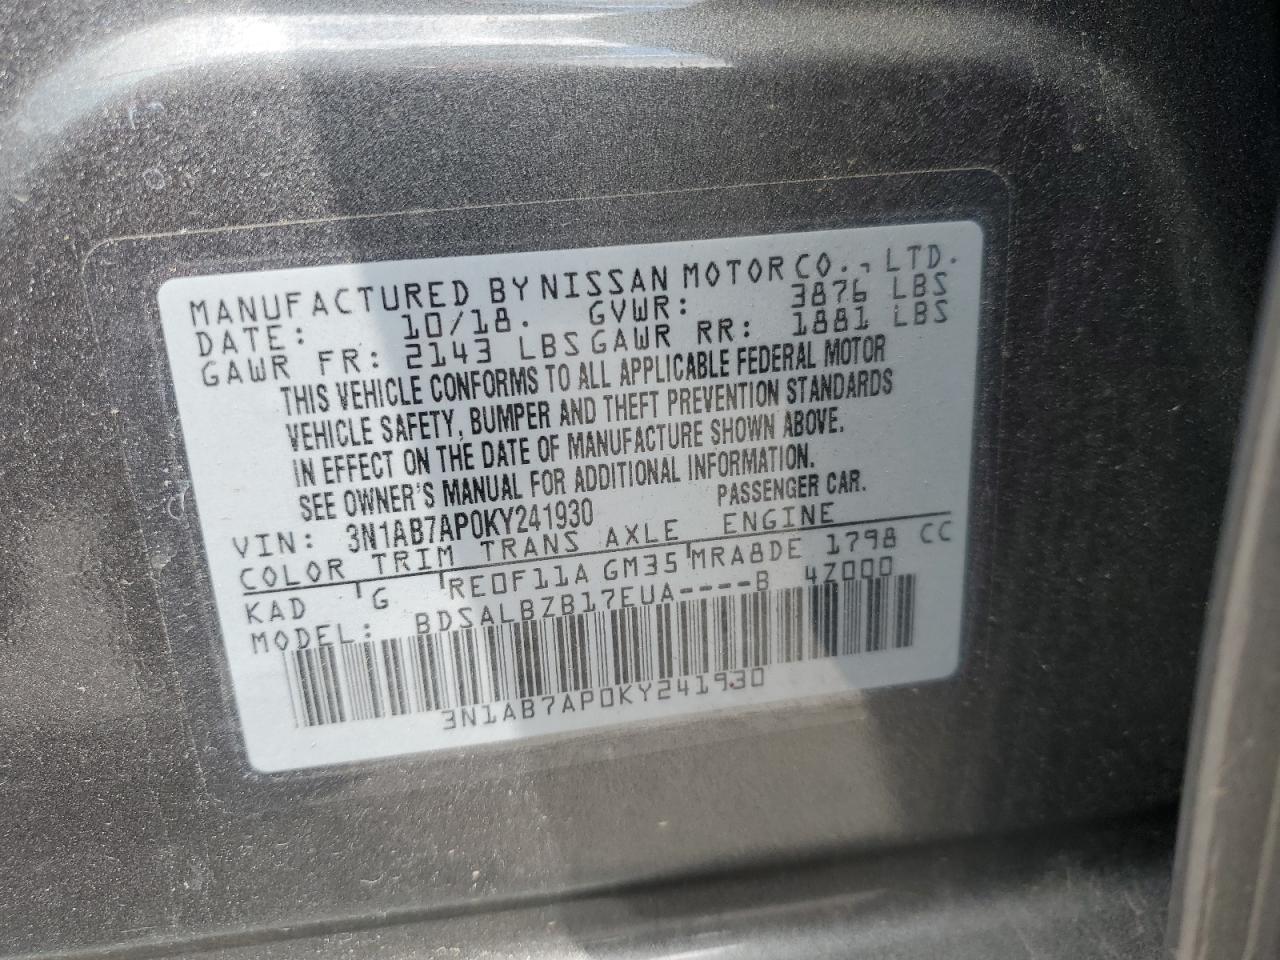 MANUFACTURED BY NISSAN MOTOR CO., LTD.
DATE: 10/18. GVWR: 3876 LBS
GAWR FR: 2143 LBS GAWR RR: 1881 LBS
THIS VEHICLE CONFORMS TO ALL APPLICABLE FEDERAL MOTOR
VEHICLE SAFETY, BUMPER AND THEFT PREVENTION STANDARDS
IN EFFECT ON THE DATE OF MANUFACTURE SHOWN ABOVE.
SEE OWNER'S MANUAL FOR ADDITIONAL INFORMATION.
VIN: 3N1AB7AP0KY241930 PASSENGER CAR.
COLOR TRIM TRANS AXLE ENGINE
KAD G RE0F11A GM35 MRA8DE 1798 CC
MODEL: BDSALBZB17EUA----B 4Z000
3N1AB7AP0KY241930